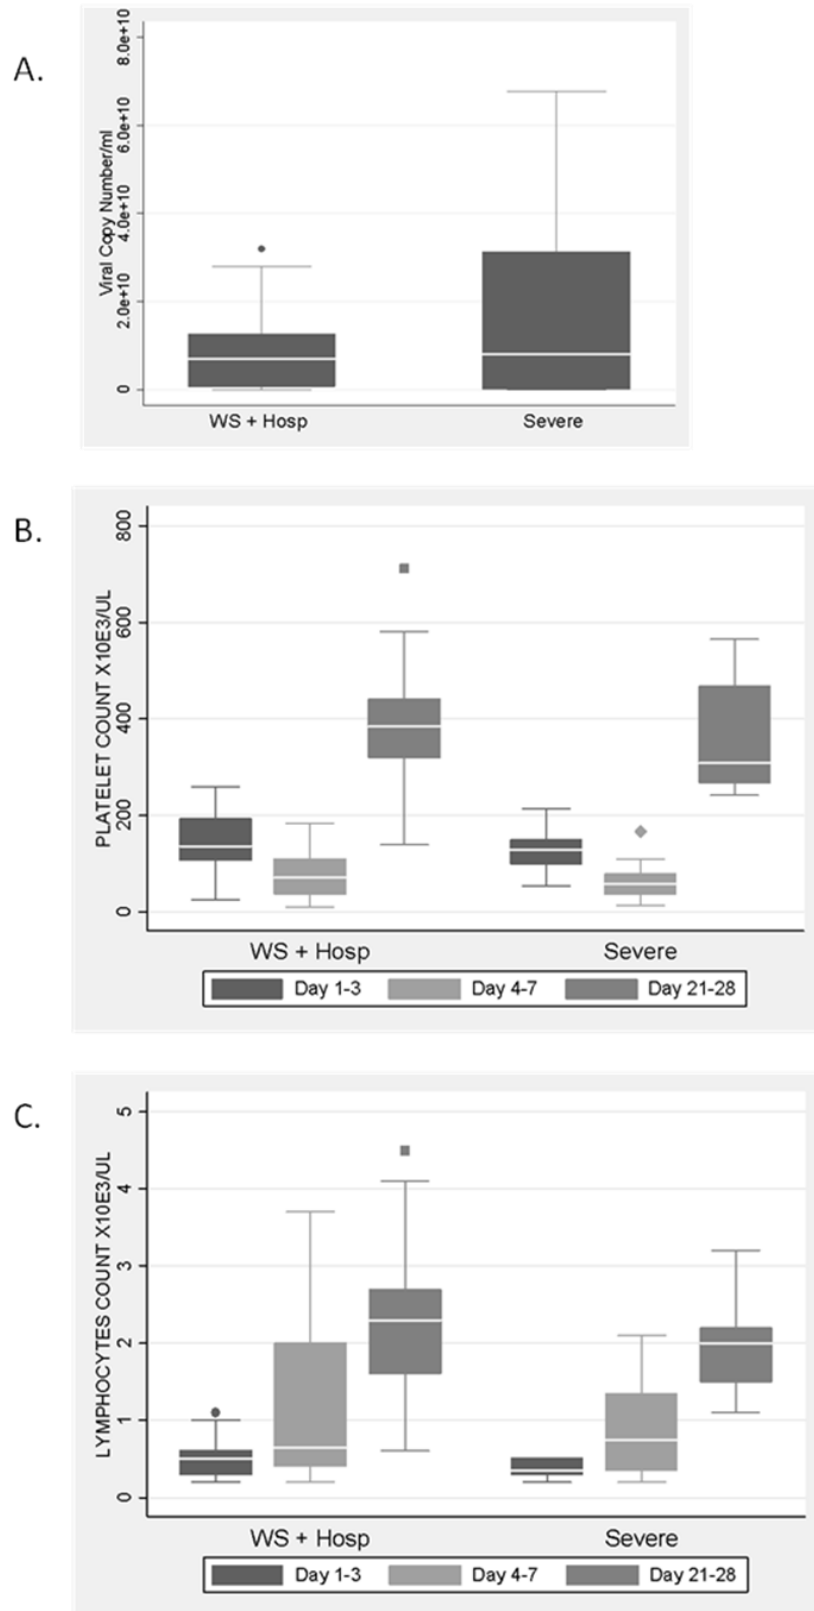 A.
Viral Copy Number/ml
8.0e+10
6.0e+10
4.0e+10
2.0e+10
0
WS + Hosp Severe
B.
PLATELET COUNT X10E3/UL
800
600
400
200
0
WS + Hosp Severe
Day 1-3 Day 4-7 Day 21-28
C.
LYMPHOCYTES COUNT X10E3/UL
5
4
3
2
1
0
WS + Hosp Severe
Day 1-3 Day 4-7 Day 21-28